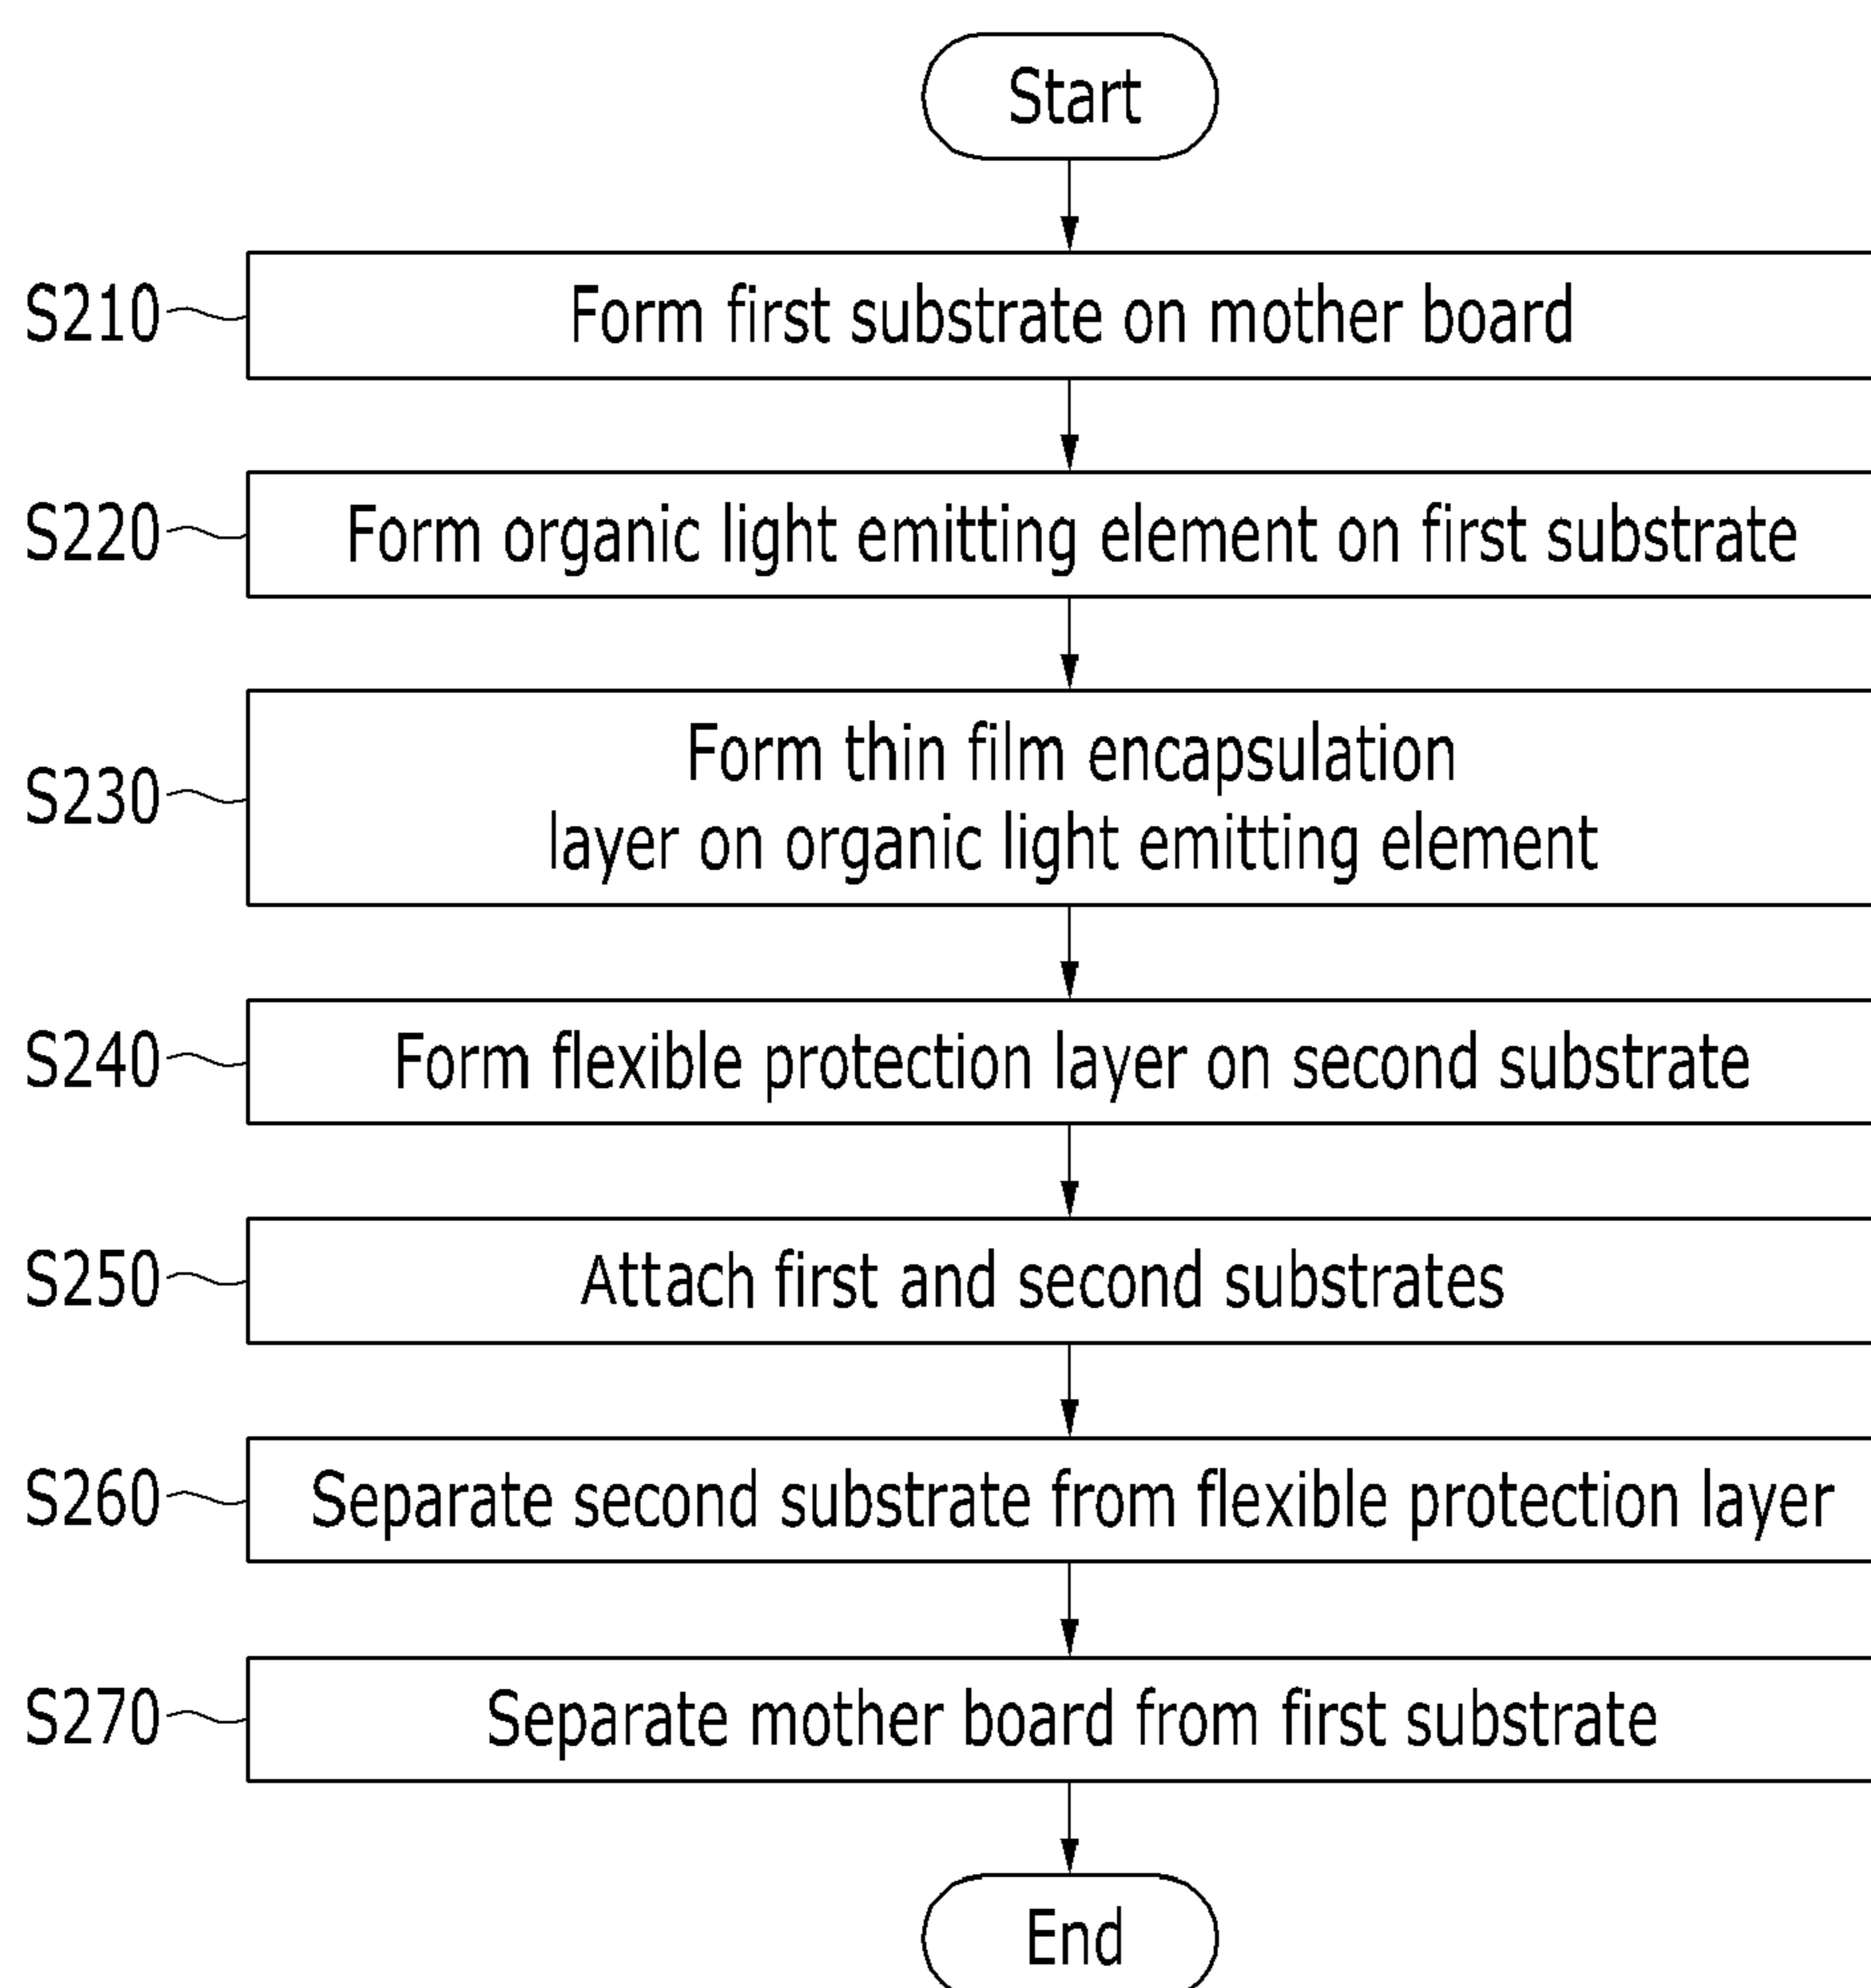 Start
S210
Form first substrate on mother board
S220
Form organic light emitting element on first substrate
S230
Form thin film encapsulation
layer on organic light emitting element
S240
Form flexible protection layer on second substrate
S250
Attach first and second substrates
S260
Separate second substrate from flexible protection layer
S270
Separate mother board from first substrate
End